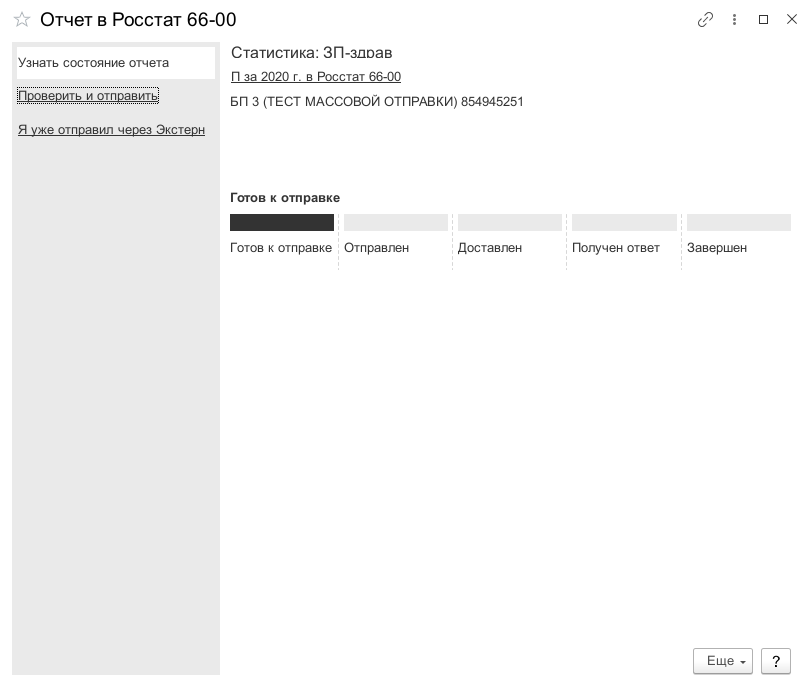 Отчет в Росстат 66-00
Узнать состояние отчета
Проверить и отправить
Я уже отправил через Экстерн
Статистика: ЗП-здрав
П за 2020 г. в Росстат 66-00
БП 3 (ТЕСТ МАССОВОЙ ОТПРАВКИ) 854945251
Готов к отправке
Готов к отправке Отправлен Доставлен Получен ответ Завершен
Еще ?